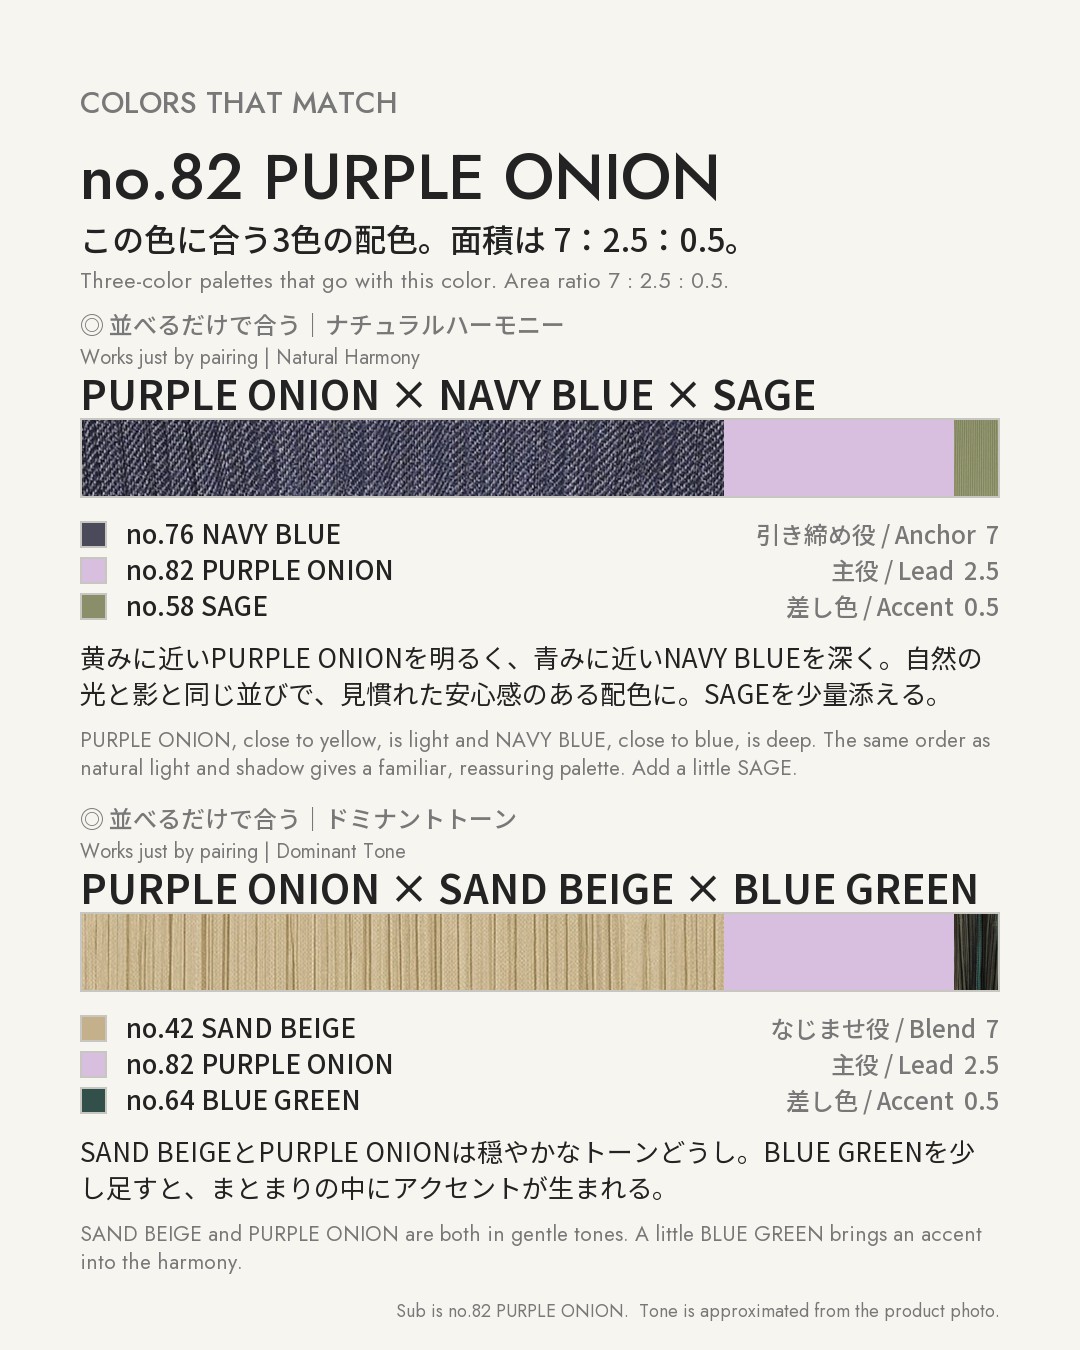 COLORS THAT MATCH
no.82 PURPLE ONION
この色に合う3色の配色。面積は 7：2.5：0.5。
Three-color palettes that go with this color. Area ratio 7 : 2.5 : 0.5.
◎ 並べるだけで合う｜ナチュラルハーモニー
Works just by pairing | Natural Harmony
PURPLE ONION × NAVY BLUE × SAGE
no.76 NAVY BLUE 引き締め役 / Anchor 7
no.82 PURPLE ONION 主役 / Lead 2.5
no.58 SAGE 差し色 / Accent 0.5
黄みに近いPURPLE ONIONを明るく、青みに近いNAVY BLUEを深く。自然の
光と影と同じ並びで、見慣れた安心感のある配色に。SAGEを少量添える。
PURPLE ONION, close to yellow, is light and NAVY BLUE, close to blue, is deep. The same order as
natural light and shadow gives a familiar, reassuring palette. Add a little SAGE.
◎ 並べるだけで合う｜ドミナントトーン
Works just by pairing | Dominant Tone
PURPLE ONION × SAND BEIGE × BLUE GREEN
no.42 SAND BEIGE なじませ役 / Blend 7
no.82 PURPLE ONION 主役 / Lead 2.5
no.64 BLUE GREEN 差し色 / Accent 0.5
SAND BEIGEとPURPLE ONIONは穏やかなトーンどうし。BLUE GREENを少
し足すと、まとまりの中にアクセントが生まれる。
SAND BEIGE and PURPLE ONION are both in gentle tones. A little BLUE GREEN brings an accent
into the harmony.
Sub is no.82 PURPLE ONION. Tone is approximated from the product photo.